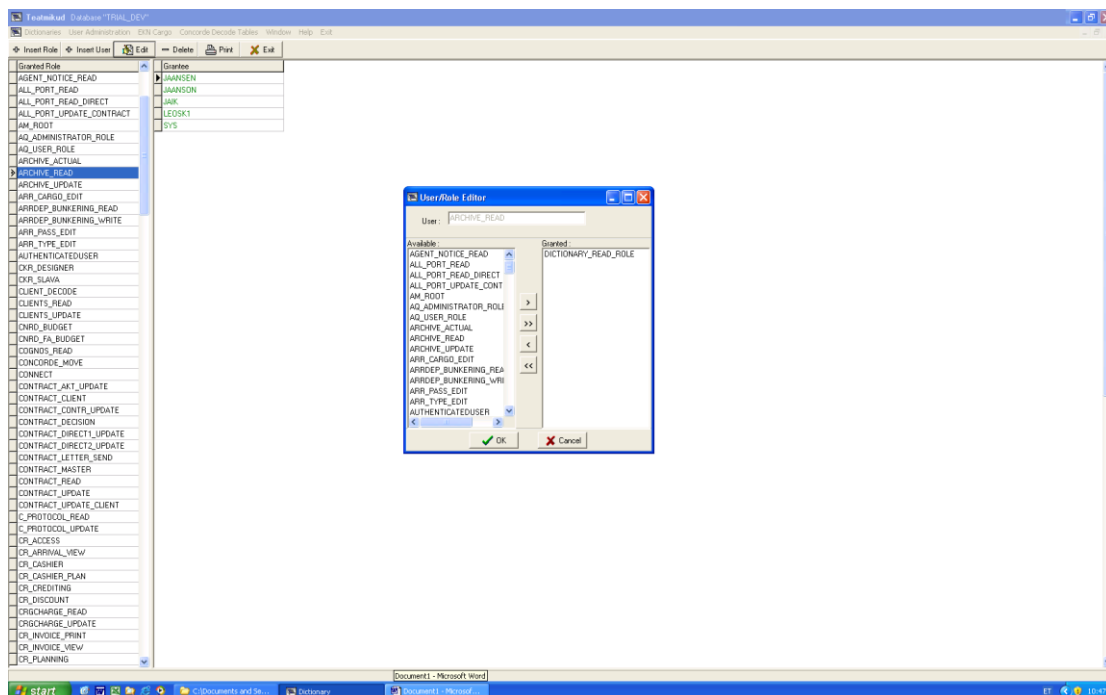 Teatmikud Database "TRIAL_DEV"
Dictionaries User Administration EKN Cargo Concorde Decode Tables Window Help Exit
Insert Role Insert User Edit Delete Print Exit
Granted Role
AGENT_NOTICE_READ
ALL_PORT_READ
ALL_PORT_READ_DIRECT
ALL_PORT_UPDATE_CONTRACT
AM_ROOT
AQ_ADMINISTRATOR_ROLE
AQ_USER_ROLE
ARCHIVE_ACTUAL
ARCHIVE_READ
ARCHIVE_UPDATE
ARR_CARGO_EDIT
ARRDEP_BUNKERING_READ
ARRDEP_BUNKERING_WRITE
ARR_PASS_EDIT
ARR_TYPE_EDIT
AUTHENTICATEDUSER
CKR_DESIGNER
CKR_SLAVA
CLIENT_DECODE
CLIENTS_READ
CLIENTS_UPDATE
CNRD_BUDGET
CNRD_FA_BUDGET
COGNOS_READ
CONCORDE_MOVE
CONNECT
CONTRACT_AKT_UPDATE
CONTRACT_CLIENT
CONTRACT_CONTR_UPDATE
CONTRACT_DECISION
CONTRACT_DIRECT1_UPDATE
CONTRACT_DIRECT2_UPDATE
CONTRACT_LETTER_SEND
CONTRACT_MASTER
CONTRACT_READ
CONTRACT_UPDATE
CONTRACT_UPDATE_CLIENT
C_PROTOCOL_READ
C_PROTOCOL_UPDATE
CR_ACCESS
CR_ARRIVAL_VIEW
CR_CASHIER
CR_CASHIER_PLAN
CR_CREDITING
CR_DISCOUNT
CRGCHARGE_READ
CRGCHARGE_UPDATE
CR_INVOICE_PRINT
CR_INVOICE_VIEW
CR_PLANNING
Grantee
JAANSEN
JAANSON
JAIK
LEOSK1
SYS
User/Role Editor
User : ARCHIVE_READ
Available :
AGENT_NOTICE_READ
ALL_PORT_READ
ALL_PORT_READ_DIRECT
ALL_PORT_UPDATE_CONT
AM_ROOT
AQ_ADMINISTRATOR_ROLE
AQ_USER_ROLE
ARCHIVE_ACTUAL
ARCHIVE_READ
ARCHIVE_UPDATE
ARR_CARGO_EDIT
ARRDEP_BUNKERING_REA
ARRDEP_BUNKERING_WRI
ARR_PASS_EDIT
ARR_TYPE_EDIT
AUTHENTICATEDUSER
>
>>
<
<<
Granted :
DICTIONARY_READ_ROLE
OK Cancel
Document1 - Microsoft Word
start C:\Documents and Se... Dictionary Document1 - Microsof... ET